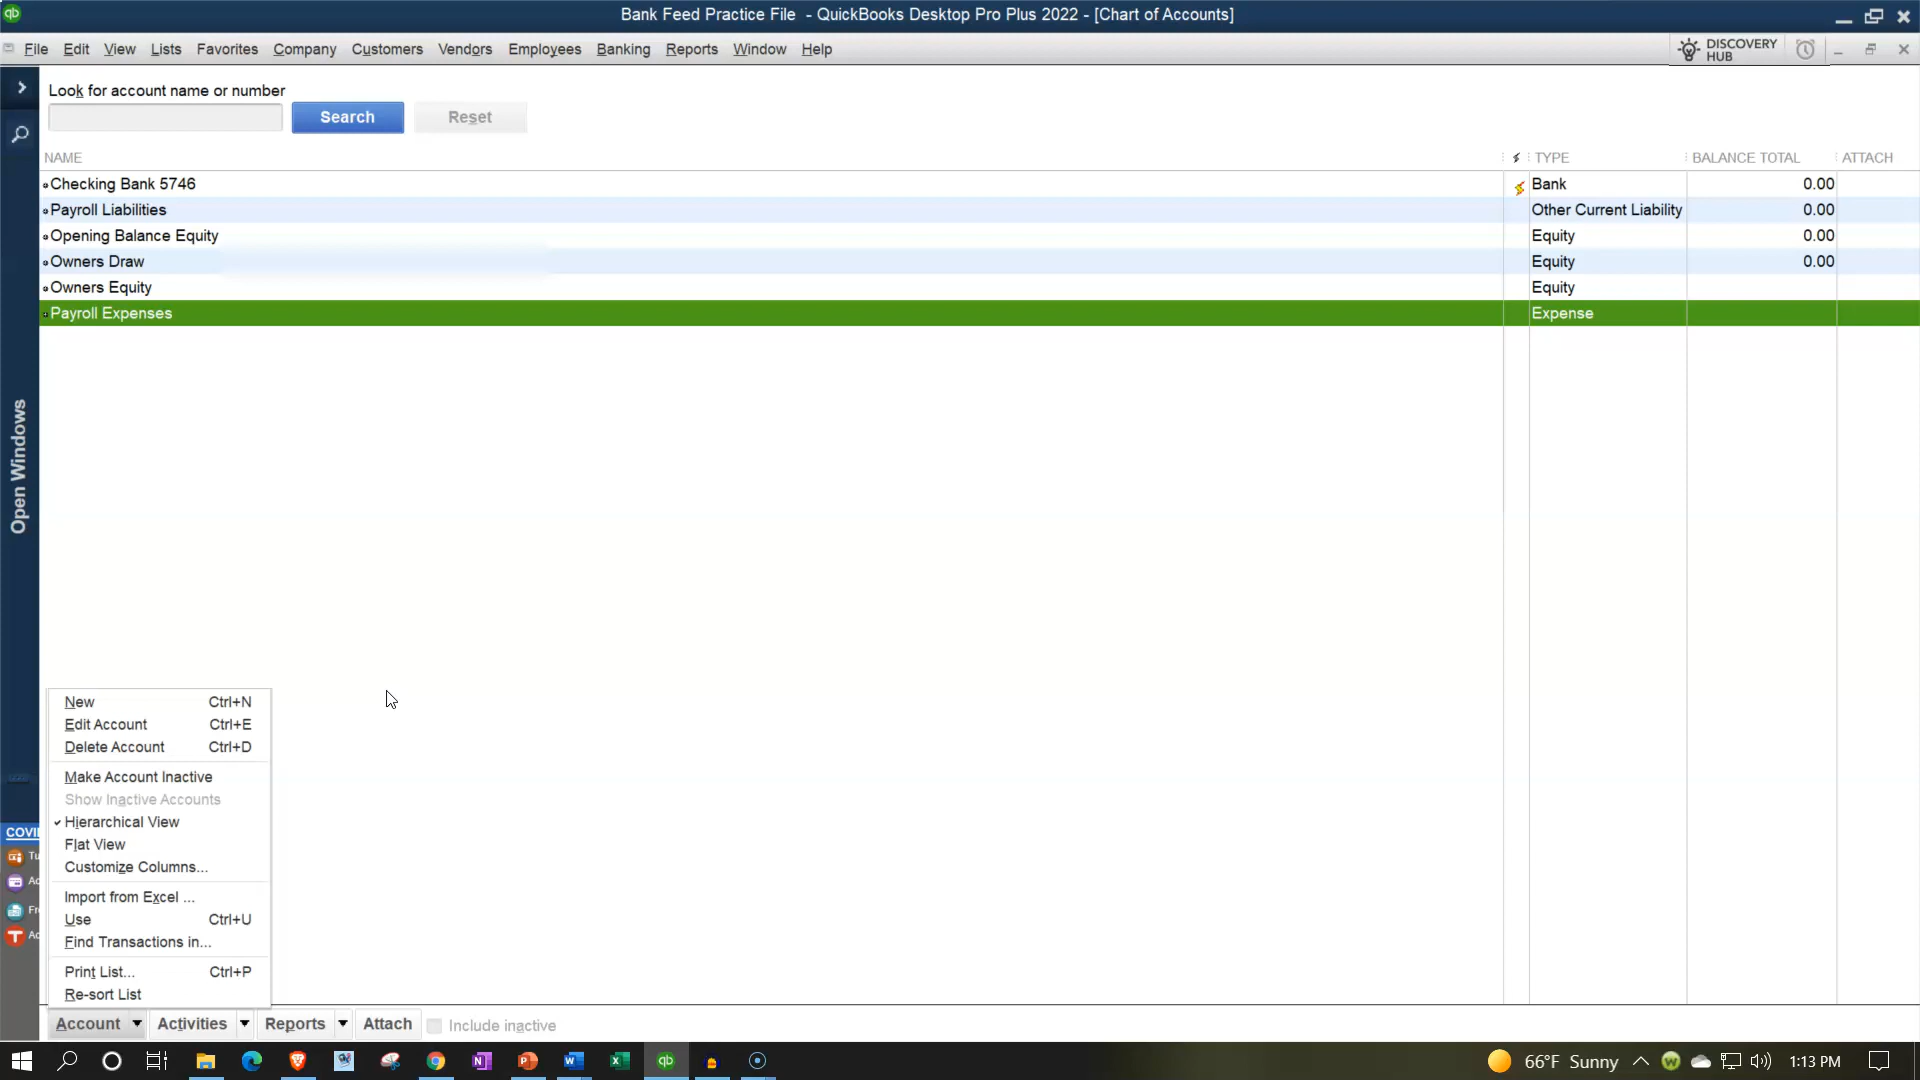 qb Bank Feed Practice File - QuickBooks Desktop Pro Plus 2022 - [Chart of Accounts]
File Edit View Lists Favorites Company Customers Vendors Employees Banking Reports Window Help DISCOVERY HUB
Look for account name or number
Search Reset
NAME TYPE BALANCE TOTAL ATTACH
Checking Bank 5746 Bank 0.00
Payroll Liabilities Other Current Liability 0.00
Opening Balance Equity Equity 0.00
Owners Draw Equity 0.00
Owners Equity Equity
Payroll Expenses Expense
Open Windows
New Ctrl+N
Edit Account Ctrl+E
Delete Account Ctrl+D
Make Account Inactive
Show Inactive Accounts
Hierarchical View
Flat View
Customize Columns...
Import from Excel ...
Use Ctrl+U
Find Transactions in...
Print List... Ctrl+P
Re-sort List
COVI
Tu
Ac
Fr
Ac
Account Activities Reports Attach Include inactive
66°F Sunny 1:13 PM